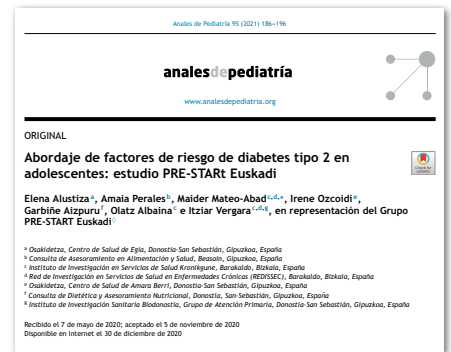 Anales de Pediatría 95 (2021) 186---196
analesdepediatría
www.analesdepediatria.org
ORIGINAL
Abordaje de factores de riesgo de diabetes tipo 2 en
adolescentes: estudio PRE-STARt Euskadi
Check for
updates
Elena Alustiza a, Amaia Perales b, Maider Mateo-Abad c,d,∗, Irene Ozcoidi e,
Garbiñe Aizpuru f, Olatz Albaina c e Itziar Vergara c,d,g, en representación del Grupo
PRE-START Euskadi◊
a Osakidetza, Centro de Salud de Egia, Donostia-San Sebastián, Gipuzkoa, España
b Consulta de Asesoramiento en Alimentación y Salud, Beasain, Gipuzkoa, España
c Instituto de Investigación en Servicios de Salud Kronikgune, Barakaldo, Bizkaia, España
d Red de Investigación en Servicios de Salud en Enfermedades Crónicas (REDISSEC), Barakaldo, Bizkaia, España
e Osakidetza, Centro de Salud de Amara Berri, Donostia-San Sebastián, Gipuzkoa, España
f Consulta de Dietética y Asesoramiento Nutricional, Donostia, San-Sebastián, Gipuzkoa, España
g Instituto de Investigación Sanitaria Biodonostia, Grupo de Atención Primaria, Donostia-San Sebastián, Gipuzkoa, España
Recibido el 7 de mayo de 2020; aceptado el 5 de noviembre de 2020
Disponible en Internet el 30 de diciembre de 2020